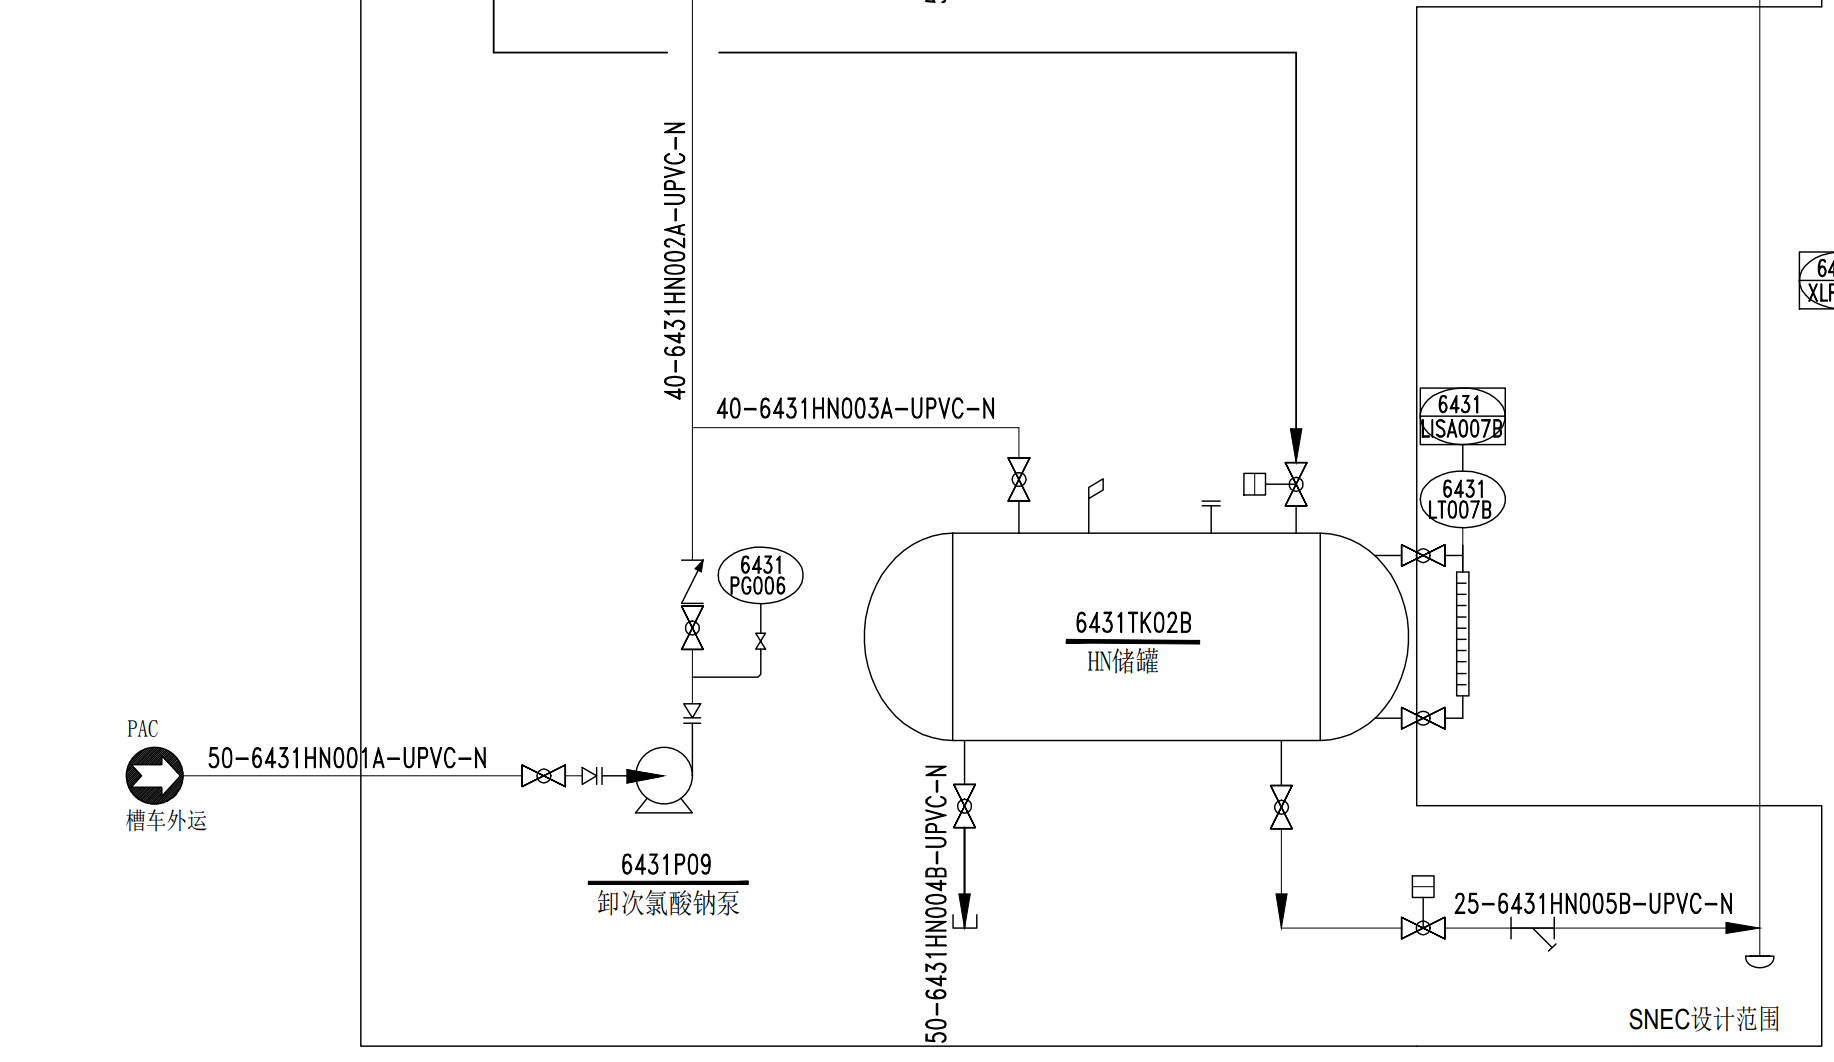 40-6431HN002A-UPVC-N
40-6431HN003A-UPVC-N
6431
LISA007B
6431
LT007B
6431
PG006
6431TK02B
HN储罐
PAC
50-6431HN001A-UPVC-N
槽车外运
6431P09
卸次氯酸钠泵
50-6431HN004B-UPVC-N
25-6431HN005B-UPVC-N
SNEC设计范围